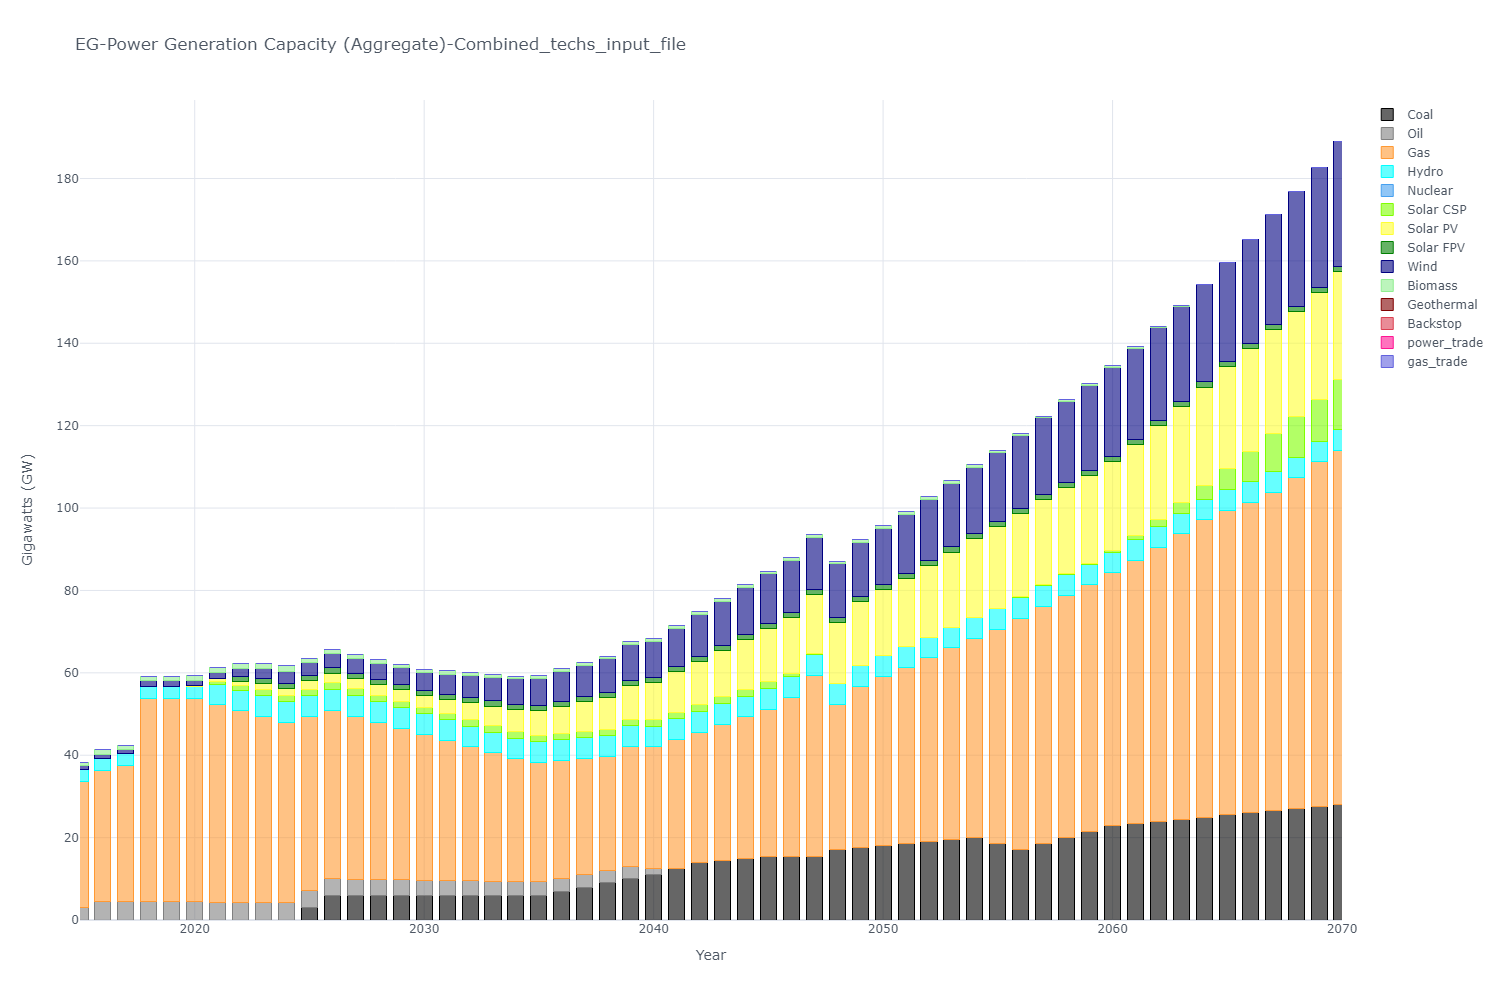 EG-Power Generation Capacity (Aggregate)-Combined_techs_input_file
Gigawatts (GW)
180
160
140
120
100
80
60
40
20
0
2020
2030
2040
2050
2060
2070
Year
Coal
Oil
Gas
Hydro
Nuclear
Solar CSP
Solar PV
Solar FPV
Wind
Biomass
Geothermal
Backstop
power_trade
gas_trade